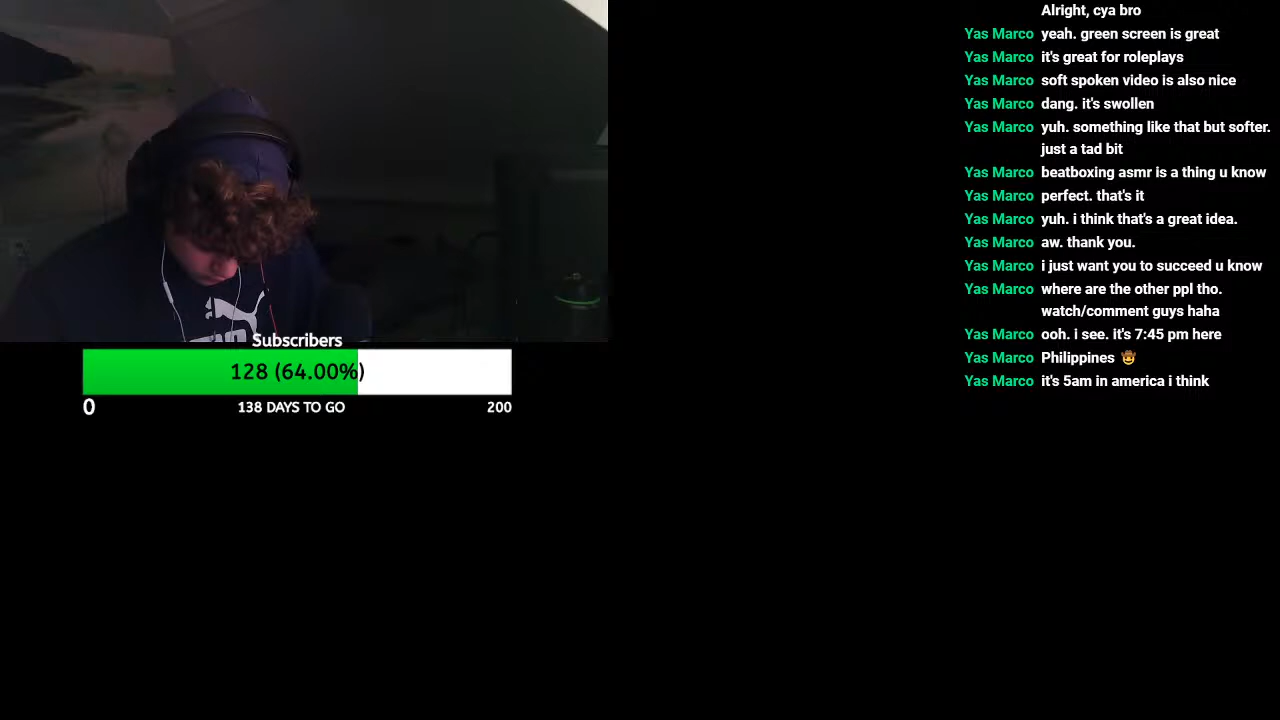 Alright, cya bro
Yas Marco yeah. green screen is great
Yas Marco it's great for roleplays
Yas Marco soft spoken video is also nice
Yas Marco dang. it's swollen
Yas Marco yuh. something like that but softer.
just a tad bit
Yas Marco beatboxing asmr is a thing u know
Yas Marco perfect. that's it
Yas Marco yuh. i think that's a great idea.
Yas Marco aw. thank you.
Yas Marco i just want you to succeed u know
Yas Marco where are the other ppl tho.
watch/comment guys haha
Yas Marco ooh. i see. it's 7:45 pm here
Yas Marco Philippines 🤠
Yas Marco it's 5am in america i think
Subscribers
128 (64.00%)
0 138 DAYS TO GO 200